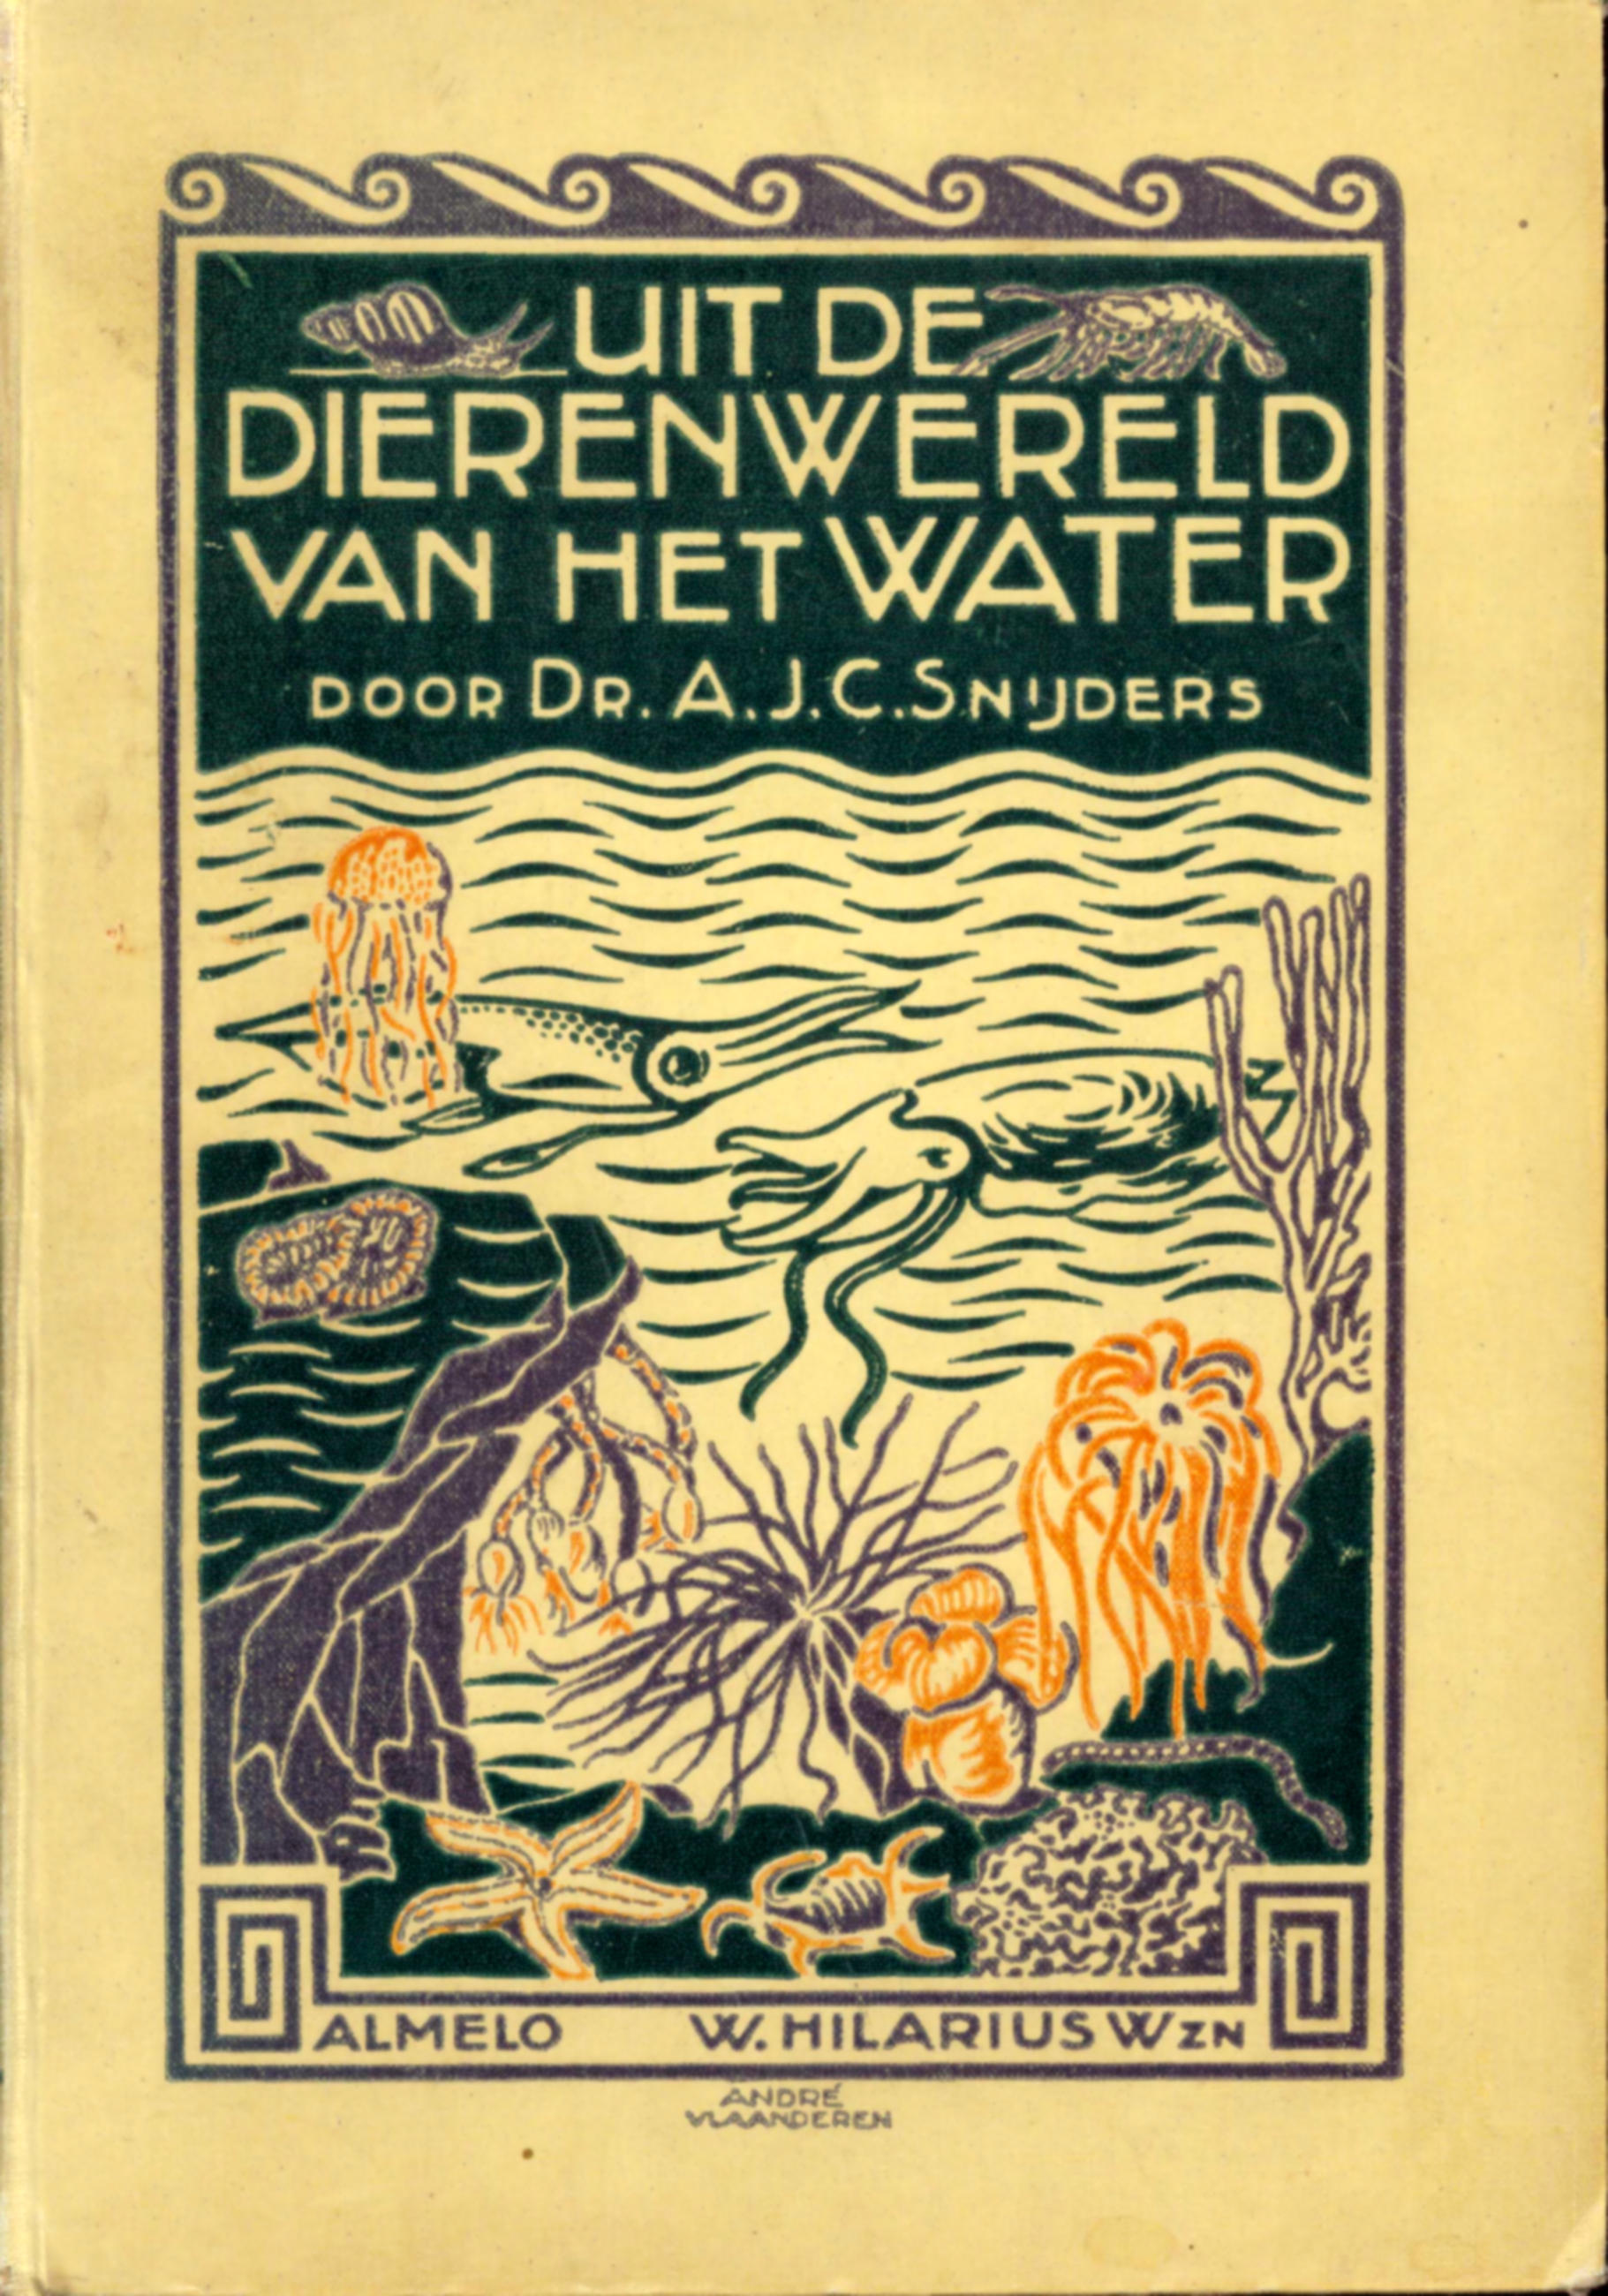 UIT DE
DIERENWERELD
VAN HET WATER
DOOR DR. A.J.C. SNIJDERS
ALMELO W. HILARIUS WZN
ANDRÉ
VLAANDEREN